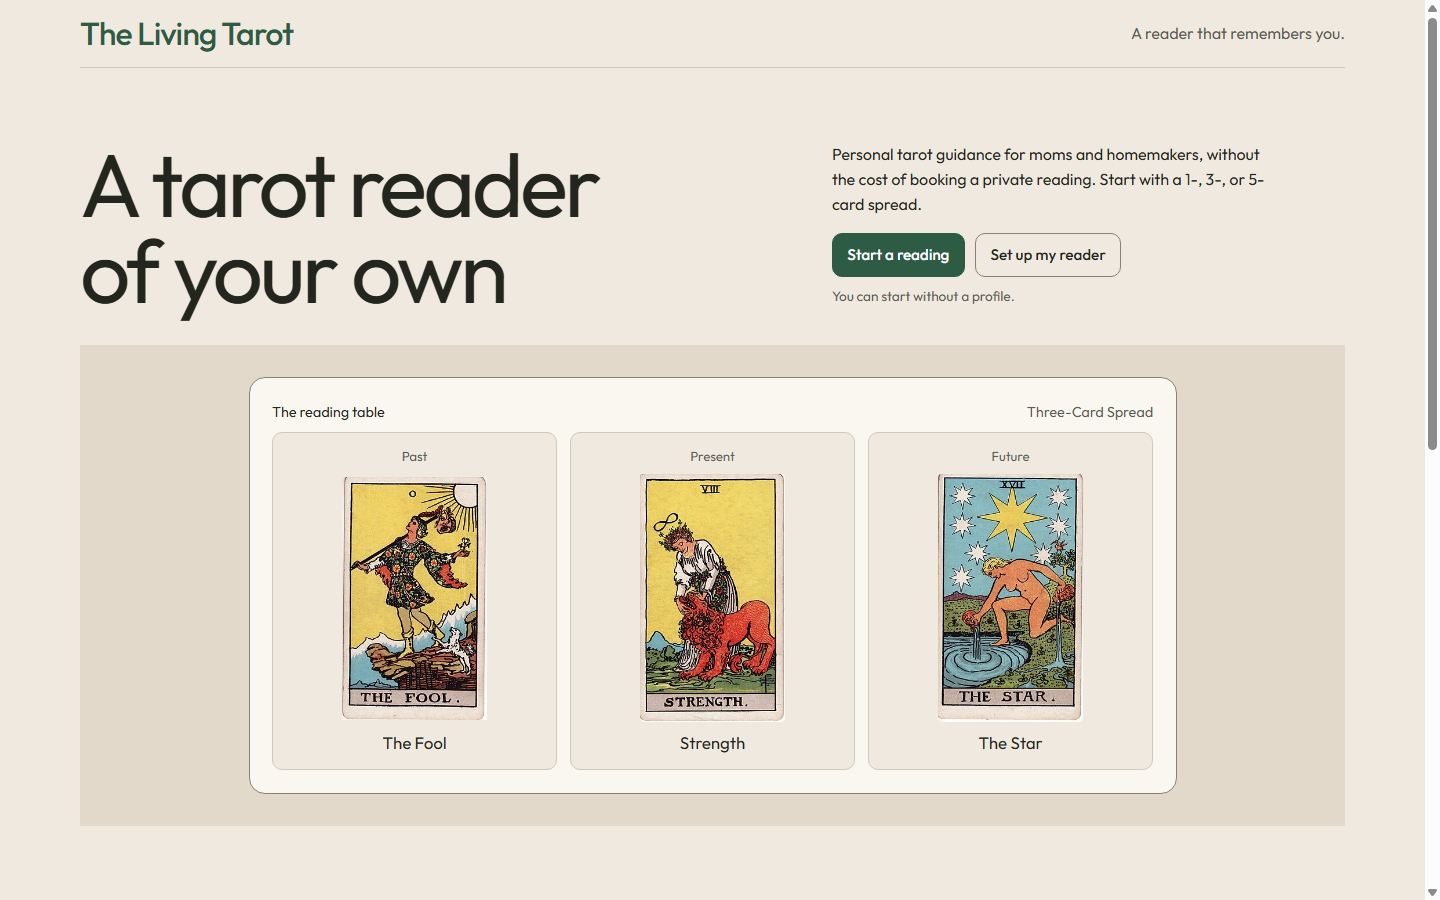 The Living Tarot
A reader that remembers you.
A tarot reader
of your own
Personal tarot guidance for moms and homemakers, without
the cost of booking a private reading. Start with a 1-, 3-, or 5-
card spread.
Start a reading
Set up my reader
You can start without a profile.
The reading table
Three-Card Spread
Past
Present
Future
0
VIII
XVII
THE FOOL.
STRENGTH.
THE STAR.
The Fool
Strength
The Star